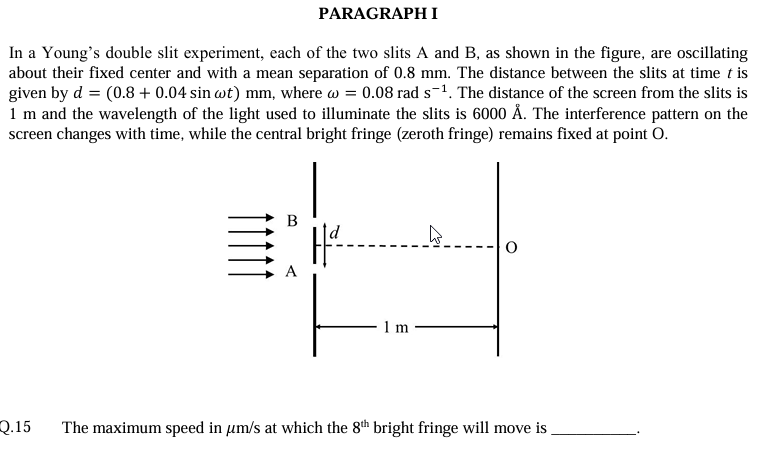 PARAGRAPH I
In a Young's double slit experiment, each of the two slits A and B, as shown in the figure, are oscillating
about their fixed center and with a mean separation of 0.8 mm. The distance between the slits at time t is
given by d = (0.8 + 0.04 sin ωt) mm, where ω = 0.08 rad s⁻¹. The distance of the screen from the slits is
1 m and the wavelength of the light used to illuminate the slits is 6000 Å. The interference pattern on the
screen changes with time, while the central bright fringe (zeroth fringe) remains fixed at point O.
B
d
O
A
1 m
Q.15 The maximum speed in μm/s at which the 8th bright fringe will move is __________.